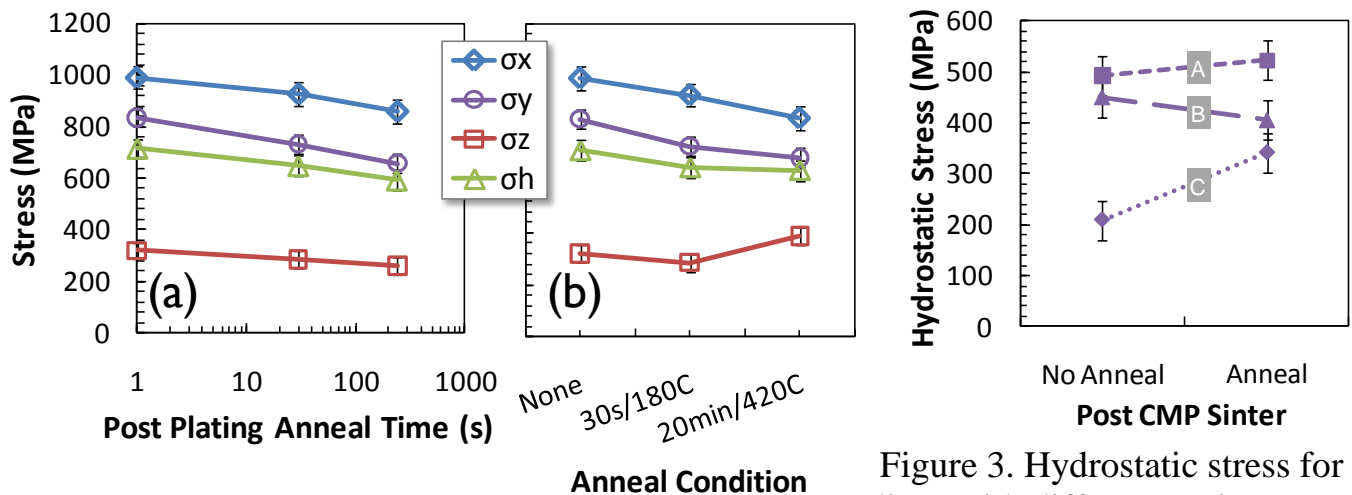 Stress (MPa)
1200
1000
800
600
400
200
0
(a)
1 10 100 1000
Post Plating Anneal Time (s)
σx
σy
σz
σh
(b)
None
30s/180C
20min/420C
Anneal Condition
Hydrostatic Stress (MPa)
600
500
400
300
200
100
0
A
B
C
No Anneal Anneal
Post CMP Sinter
Figure 3. Hydrostatic stress for